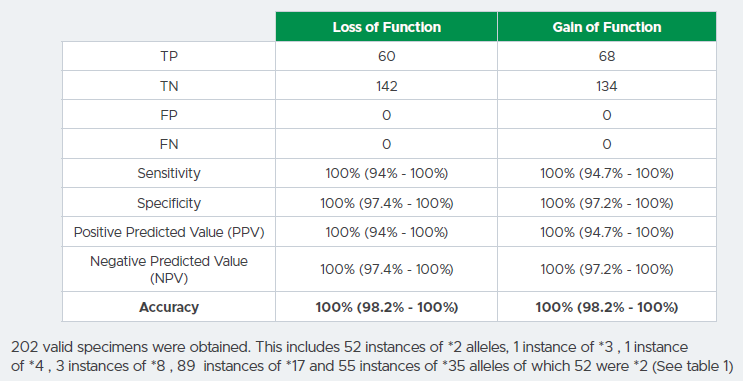 Loss of Function Gain of Function
TP 60 68
TN 142 134
FP 0 0
FN 0 0
Sensitivity 100% (94% - 100%) 100% (94.7% - 100%)
Specificity 100% (97.4% - 100%) 100% (97.2% - 100%)
Positive Predicted Value (PPV) 100% (94% - 100%) 100% (94.7% - 100%)
Negative Predicted Value
(NPV) 100% (97.4% - 100%) 100% (97.2% - 100%)
Accuracy 100% (98.2% - 100%) 100% (98.2% - 100%)
202 valid specimens were obtained. This includes 52 instances of *2 alleles, 1 instance of *3 , 1 instance
of *4 , 3 instances of *8 , 89 instances of *17 and 55 instances of *35 alleles of which 52 were *2 (See table 1)